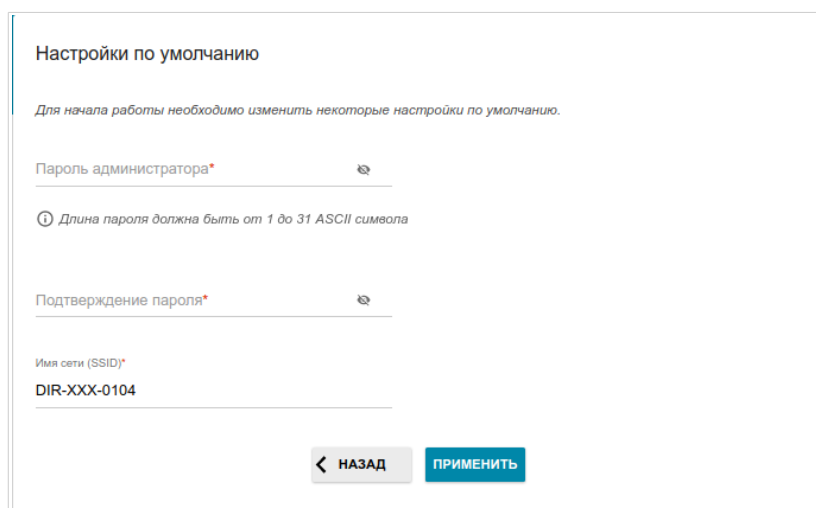 Настройки по умолчанию
Для начала работы необходимо изменить некоторые настройки по умолчанию.
Пароль администратора*
Длина пароля должна быть от 1 до 31 ASCII символа
Подтверждение пароля*
Имя сети (SSID)*
DIR-XXX-0104
НАЗАД ПРИМЕНИТЬ